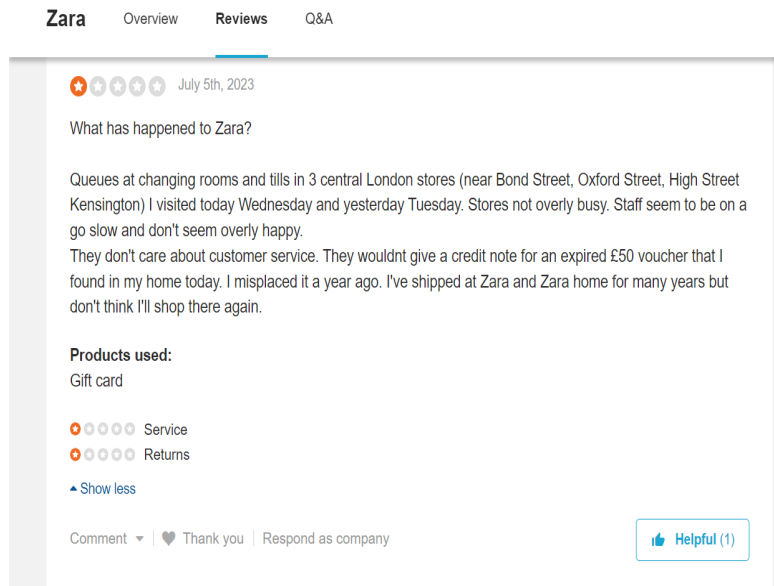 Zara Overview Reviews Q&A
July 5th, 2023
What has happened to Zara?
Queues at changing rooms and tills in 3 central London stores (near Bond Street, Oxford Street, High Street
Kensington) I visited today Wednesday and yesterday Tuesday. Stores not overly busy. Staff seem to be on a
go slow and don't seem overly happy.
They don't care about customer service. They wouldnt give a credit note for an expired £50 voucher that I
found in my home today. I misplaced it a year ago. I've shipped at Zara and Zara home for many years but
don't think I'll shop there again.
Products used:
Gift card
Service
Returns
Show less
Comment Thank you Respond as company Helpful (1)